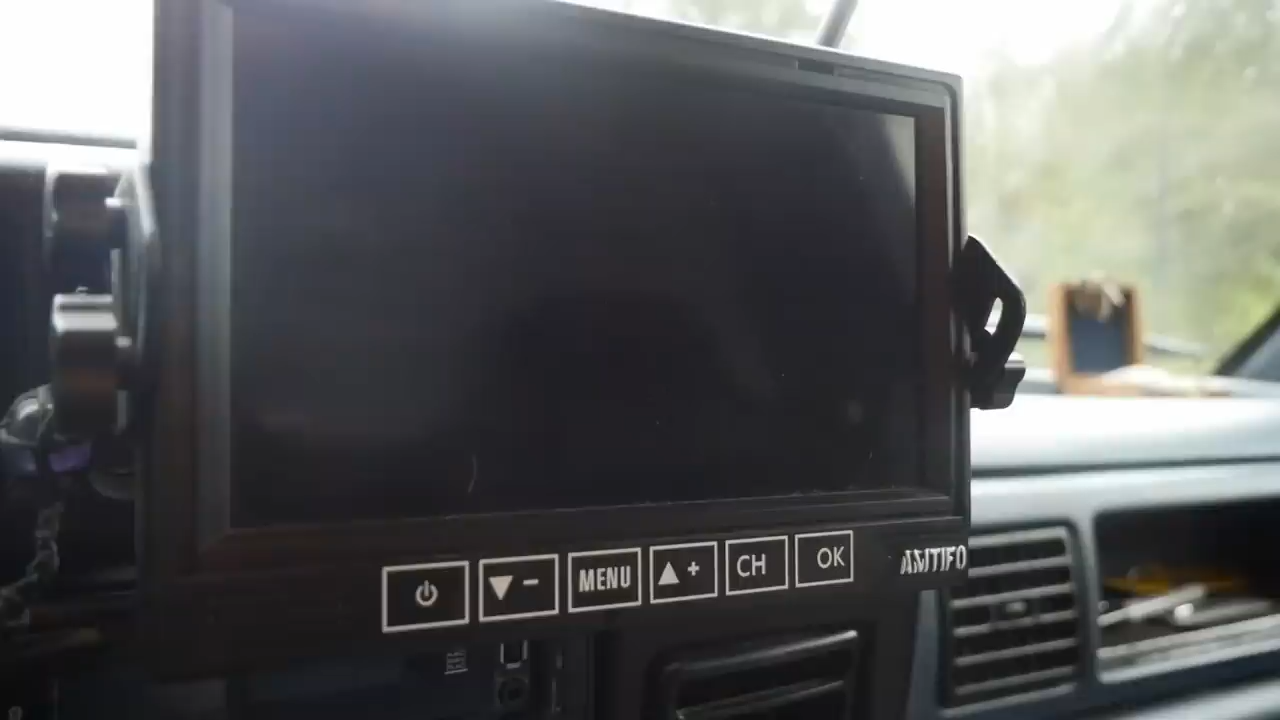 ▼ - MENU ▲ + CH OK AMTIFO